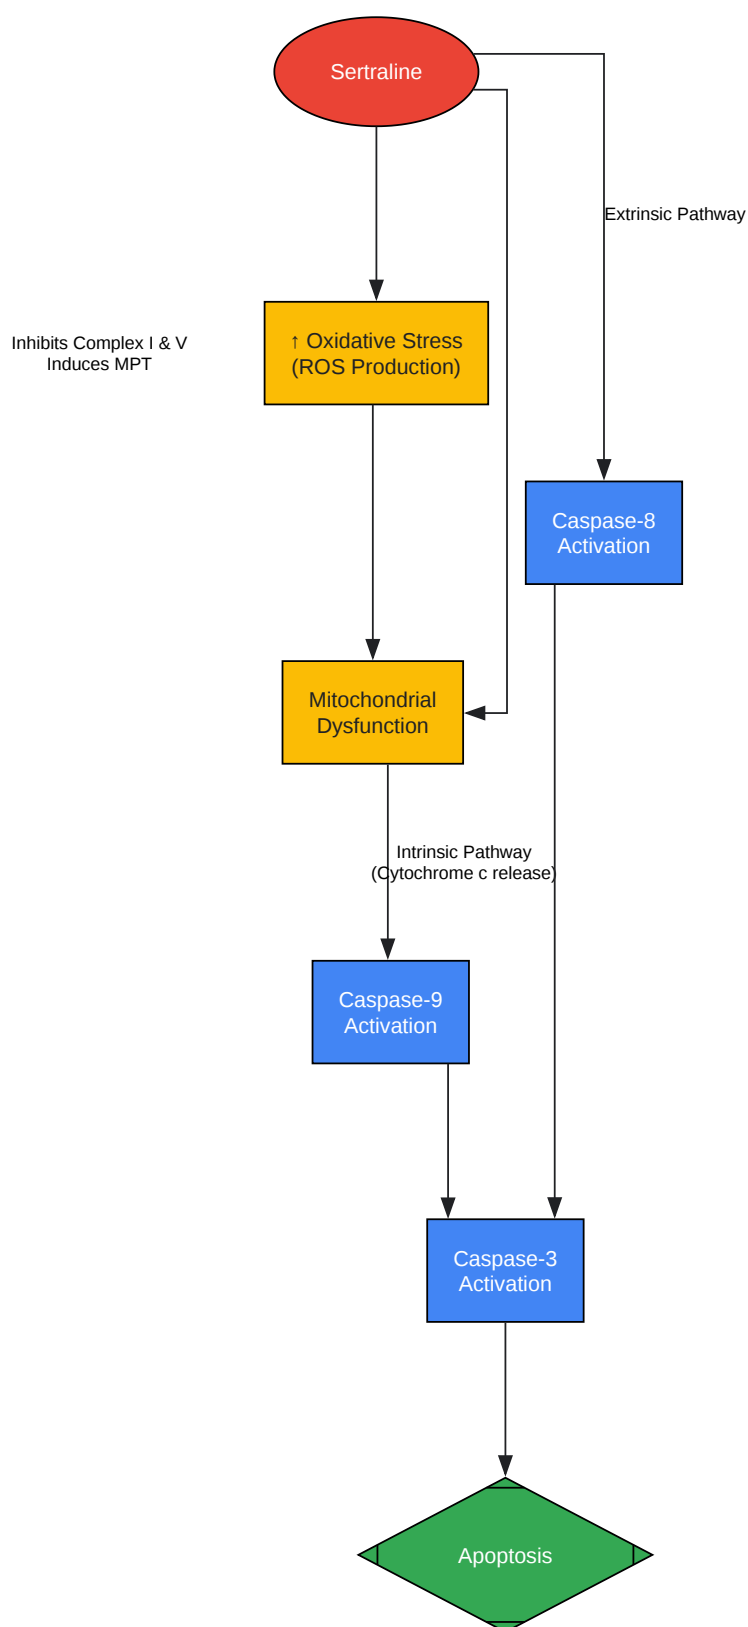 Sertraline
Extrinsic Pathway
Inhibits Complex I & V
Induces MPT
↑ Oxidative Stress
(ROS Production)
Caspase-8
Activation
Mitochondrial
Dysfunction
Intrinsic Pathway
(Cytochrome c release)
Caspase-9
Activation
Caspase-3
Activation
Apoptosis